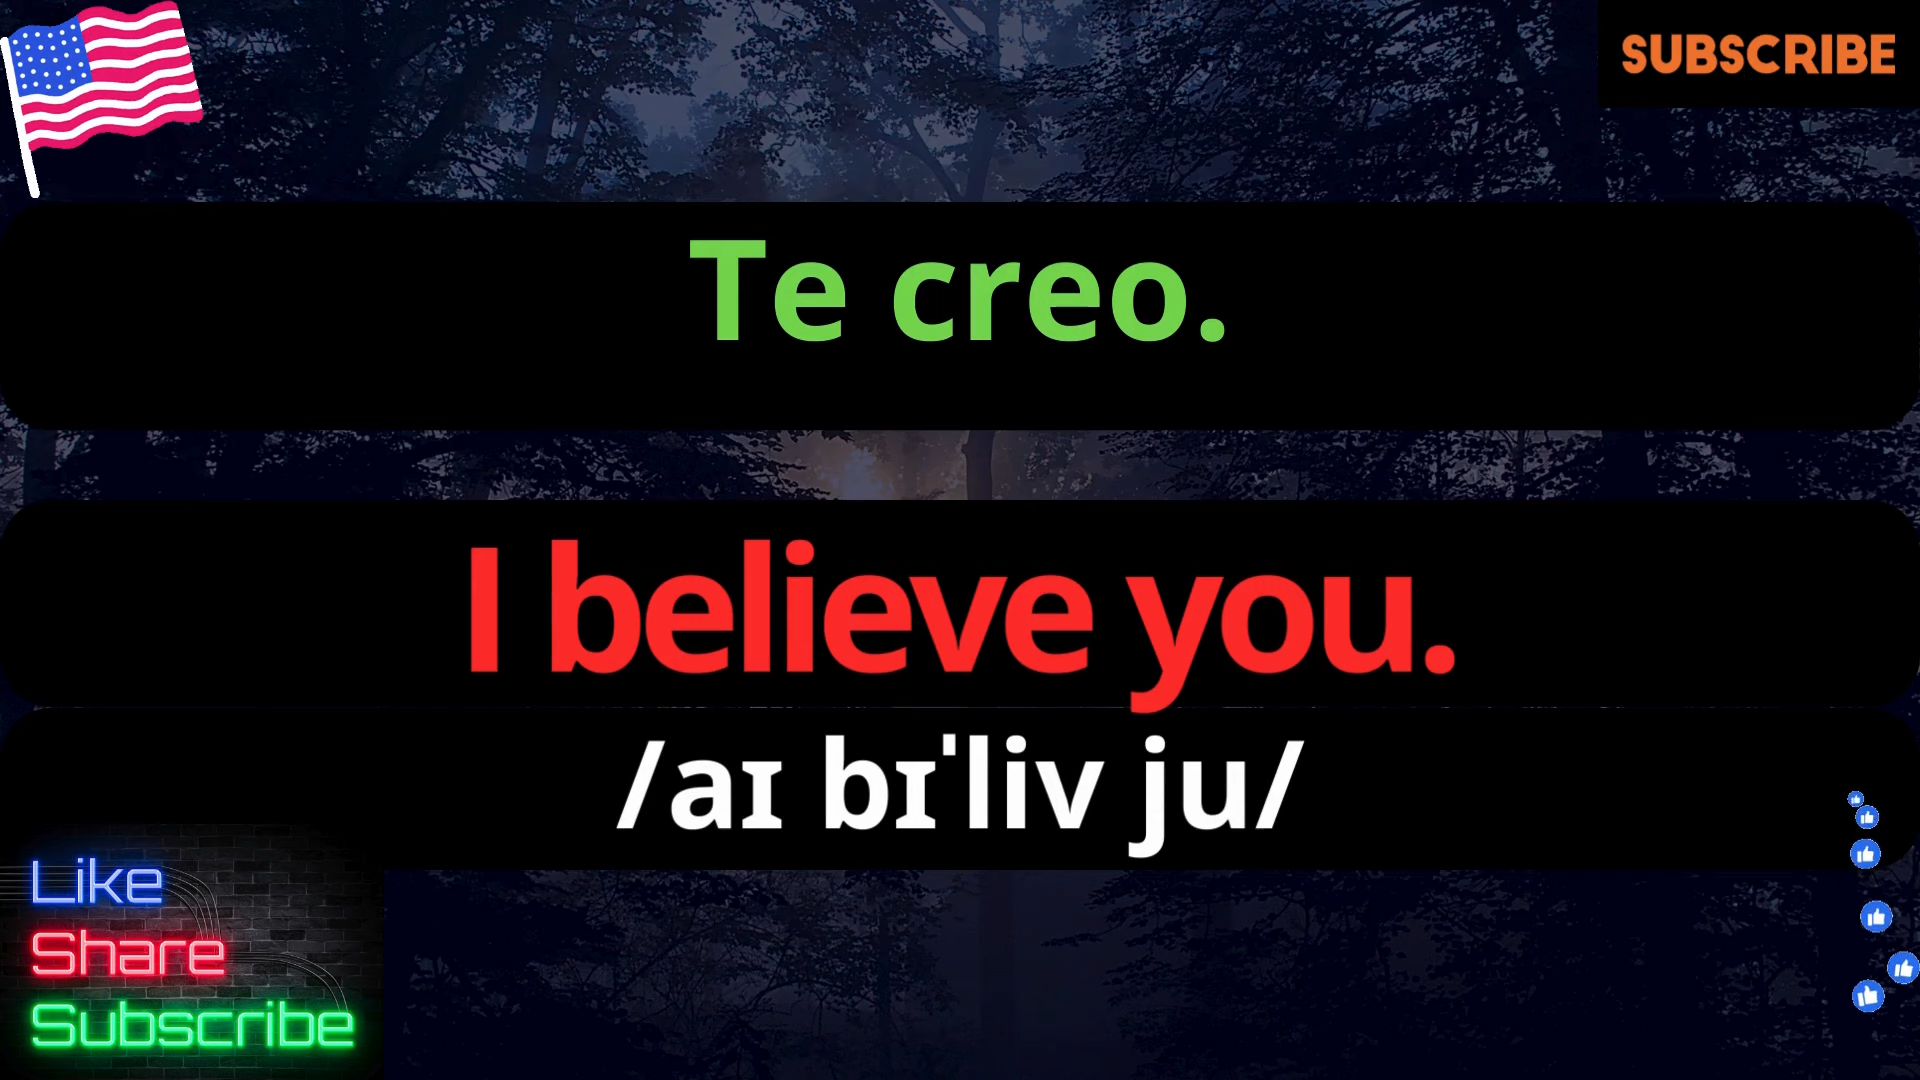 SUBSCRIBE
Te creo.
I believe you.
/aɪ bɪˈliv ju/
Like
Share
Subscribe